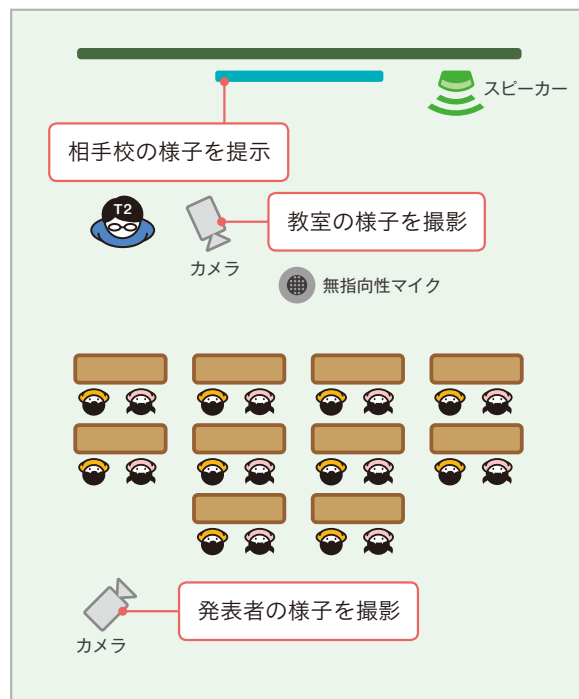 スピーカー
相手校の様子を提示
T2
教室の様子を撮影
カメラ
無指向性マイク
発表者の様子を撮影
カメラ